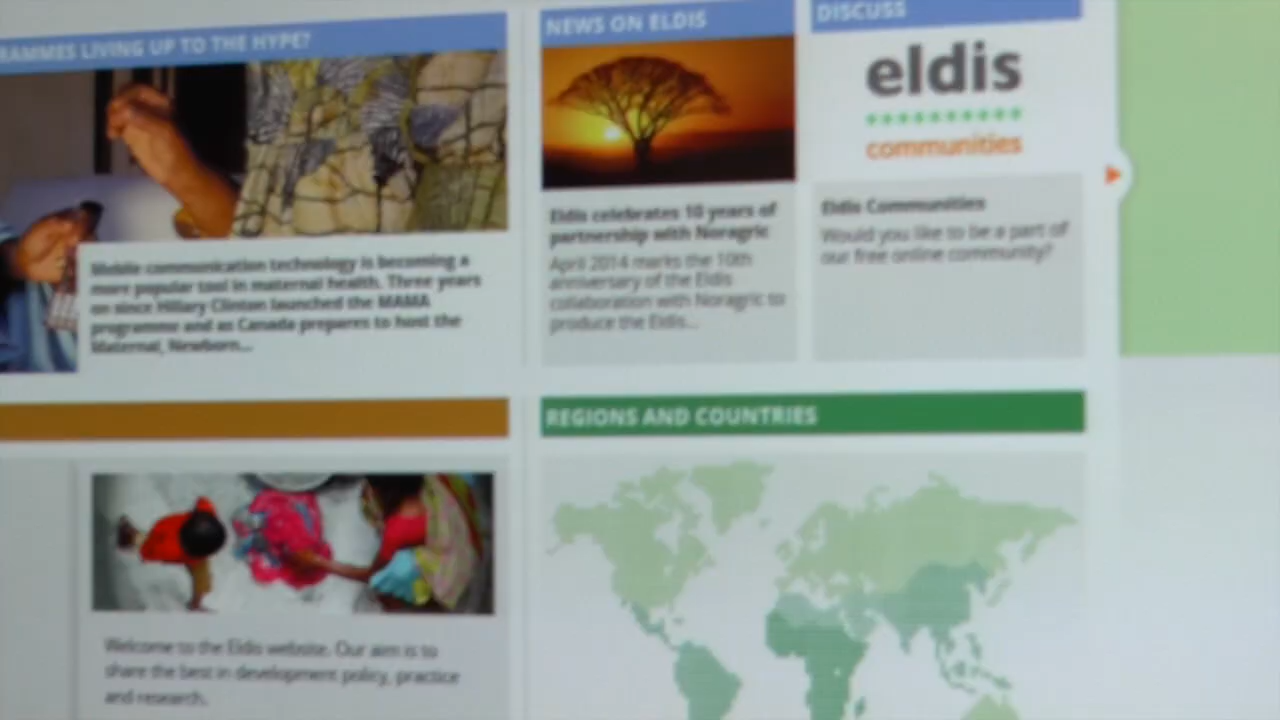 RAMMES LIVING UP TO THE HYPE?
Mobile communication technology is becoming a
more popular tool in maternal health. Three years
on since Hillary Clinton launched the MAMA
programme and as Canada prepares to host the
Maternal, Newborn...
NEWS ON ELDIS
Eldis celebrates 10 years of
partnership with Noragric
April 2014 marks the 10th
anniversary of the Eldis
collaboration with Noragric to
produce the Eldis...
DISCUSS
eldis
communities
Eldis Communities
Would you like to be a part of
our free online community?
Welcome to the Eldis website. Our aim is to
share the best in development policy, practice
and research.
REGIONS AND COUNTRIES